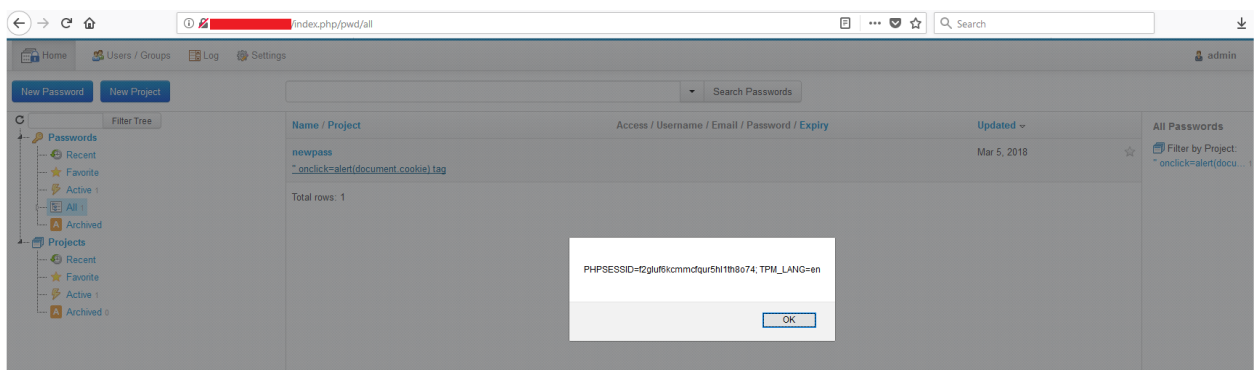 /index.php/pwd/all
Search
Home Users / Groups Log Settings admin
New Password New Project Search Passwords
Filter Tree
Passwords
Recent
Favorite
Active 1
All 1
Archived
Projects
Recent
Favorite
Active 1
Archived 0
Name / Project Access / Username / Email / Password / Expiry Updated
newpass Mar 5, 2018
" onclick=alert(document.cookie) tag
Total rows: 1
All Passwords
Filter by Project:
" onclick=alert(docu... 1
PHPSESSID=f2gluf6kcmmcfqur5hl1th8o74; TPM_LANG=en
OK